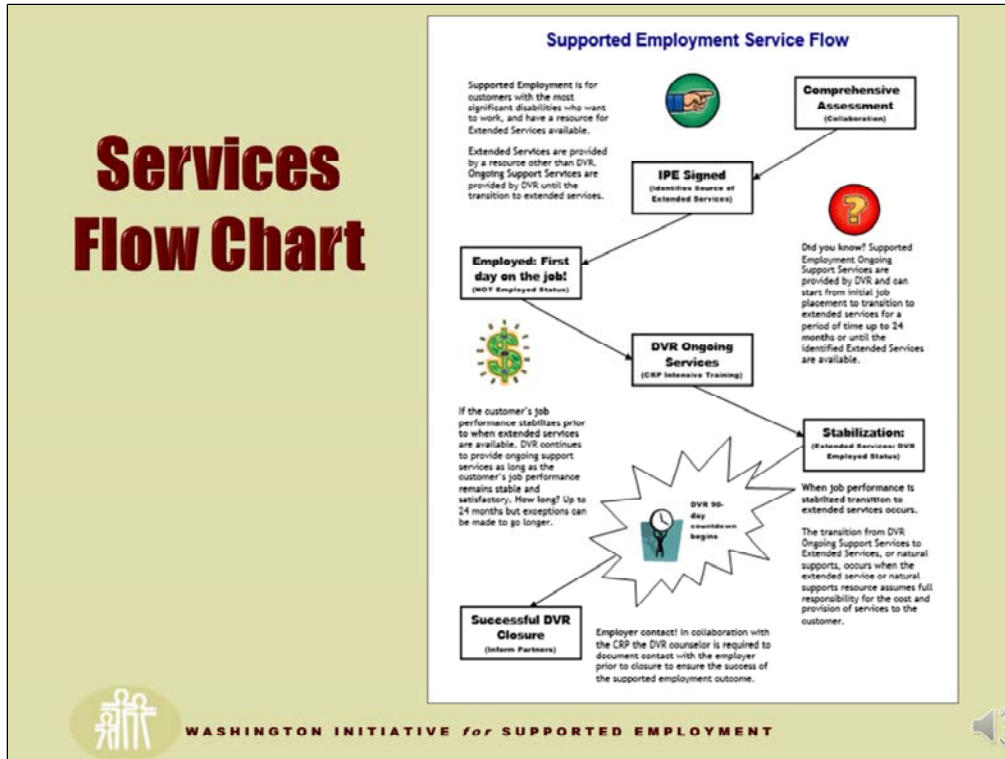 Services
Flow Chart
Supported Employment Service Flow
Supported Employment is for
customers with the most
significant disabilities who want
to work, and have a resource for
Extended Services available.
Extended Services are provided
by a resource other than DVR.
Ongoing Support Services are
provided by DVR until the
transition to extended services.
Comprehensive
Assessment
(Collaboration)
IPE Signed
(Identifies Source of
Extended Services)
?
Did you know? Supported
Employment Ongoing
Support Services are
provided by DVR and can
start from initial job
placement to transition to
extended services for a
period of time up to 24
months or until the
identified Extended Services
are available.
Employed: First
day on the job!
(NOT Employed Status)
$
DVR Ongoing
Services
(CRP Intensive Training)
If the customer's job
performance stabilizes prior
to when extended services
are available. DVR continues
to provide ongoing support
services as long as the
customer's job performance
remains stable and
satisfactory. How long? Up to
24 months but exceptions can
be made to go longer.
Stabilization:
(Extended Services: DVR
Employed Status)
DVR 90-
day
countdown
begins
When job performance is
stabilized transition to
extended services occurs.
The transition from DVR
Ongoing Support Services to
Extended Services, or natural
supports, occurs when the
extended service or natural
supports resource assumes full
responsibility for the cost and
provision of services to the
customer.
Successful DVR
Closure
(Inform Partners)
Employer contact! In collaboration with
the CRP the DVR counselor is required to
document contact with the employer
prior to closure to ensure the success of
the supported employment outcome.
WASHINGTON INITIATIVE for SUPPORTED EMPLOYMENT